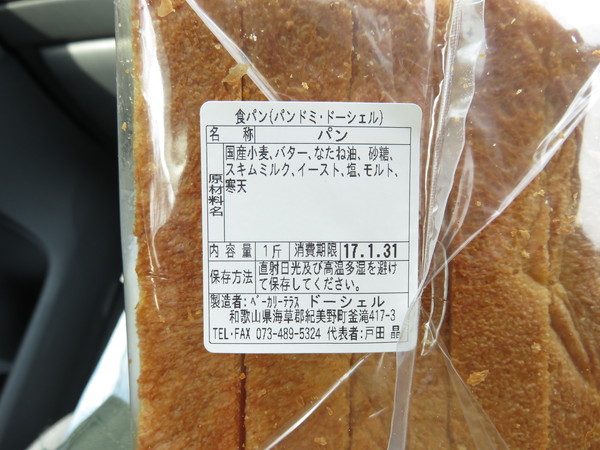 食パン(パンドミ・ドーシェル)
名 称 パン
原材料名 国産小麦、バター、なたね油、砂糖、
スキムミルク、イースト、塩、モルト、
寒天
内容量 1斤 消費期限 17.1.31
保存方法 直射日光及び高温多湿を避け
て保存してください。
製造者:ベーカリーテラス ドーシェル
和歌山県海草郡紀美野町釜滝417-3
TEL・FAX 073-489-5324 代表者:戸田 晶